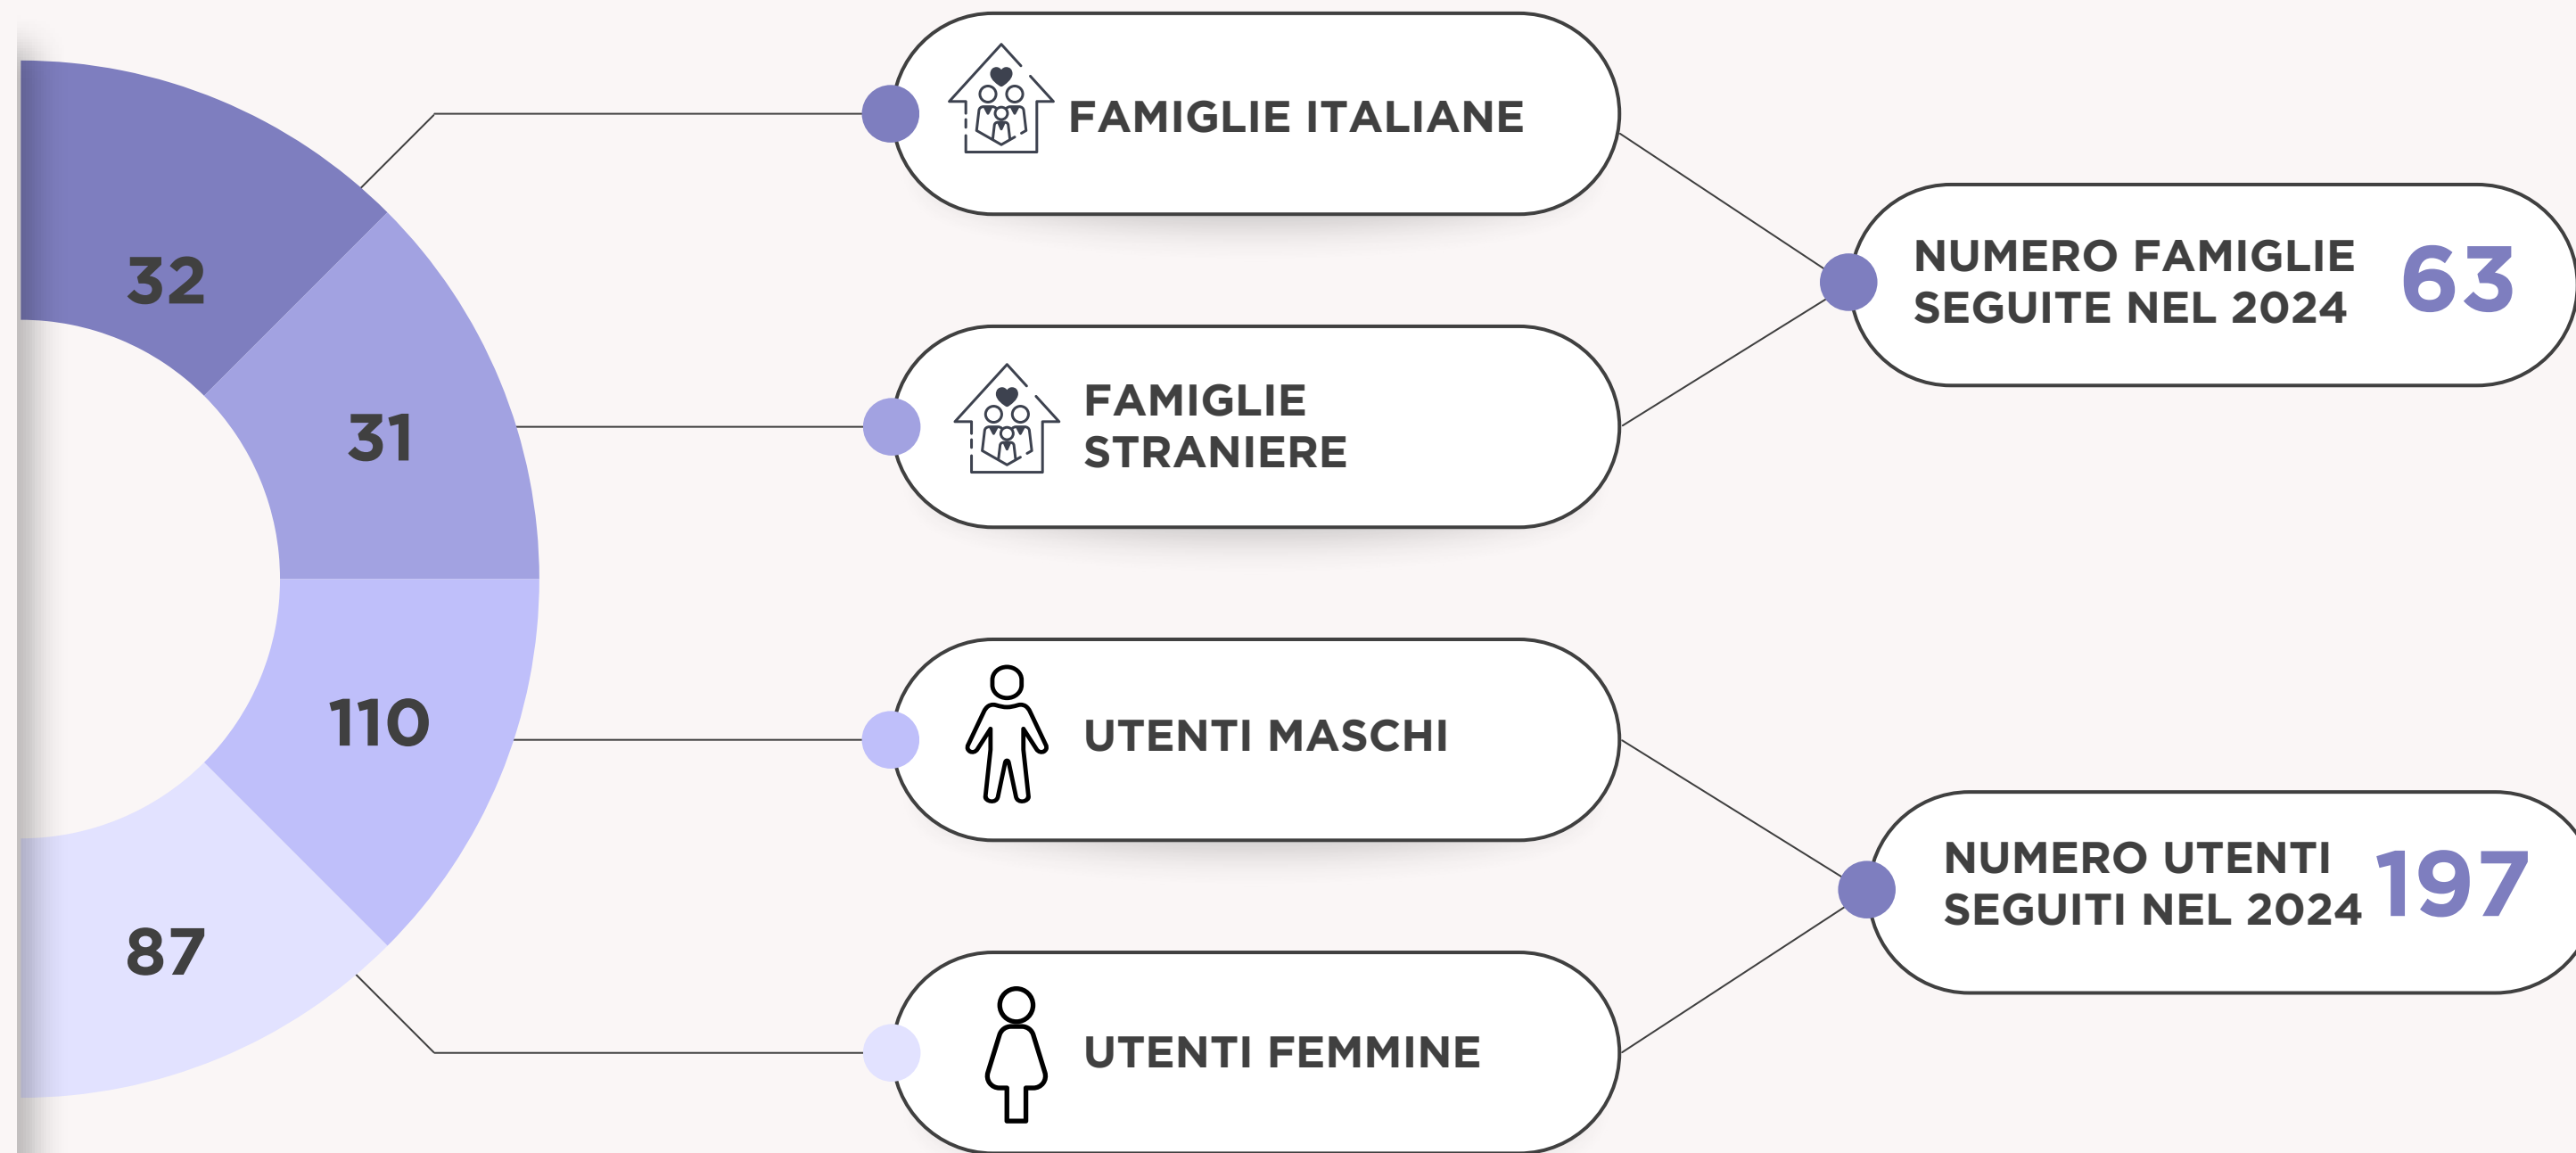 32
FAMIGLIE ITALIANE
NUMERO FAMIGLIE
SEGUITE NEL 2024
63
31
FAMIGLIE
STRANIERE
110
UTENTI MASCHI
NUMERO UTENTI
SEGUITI NEL 2024
197
87
UTENTI FEMMINE